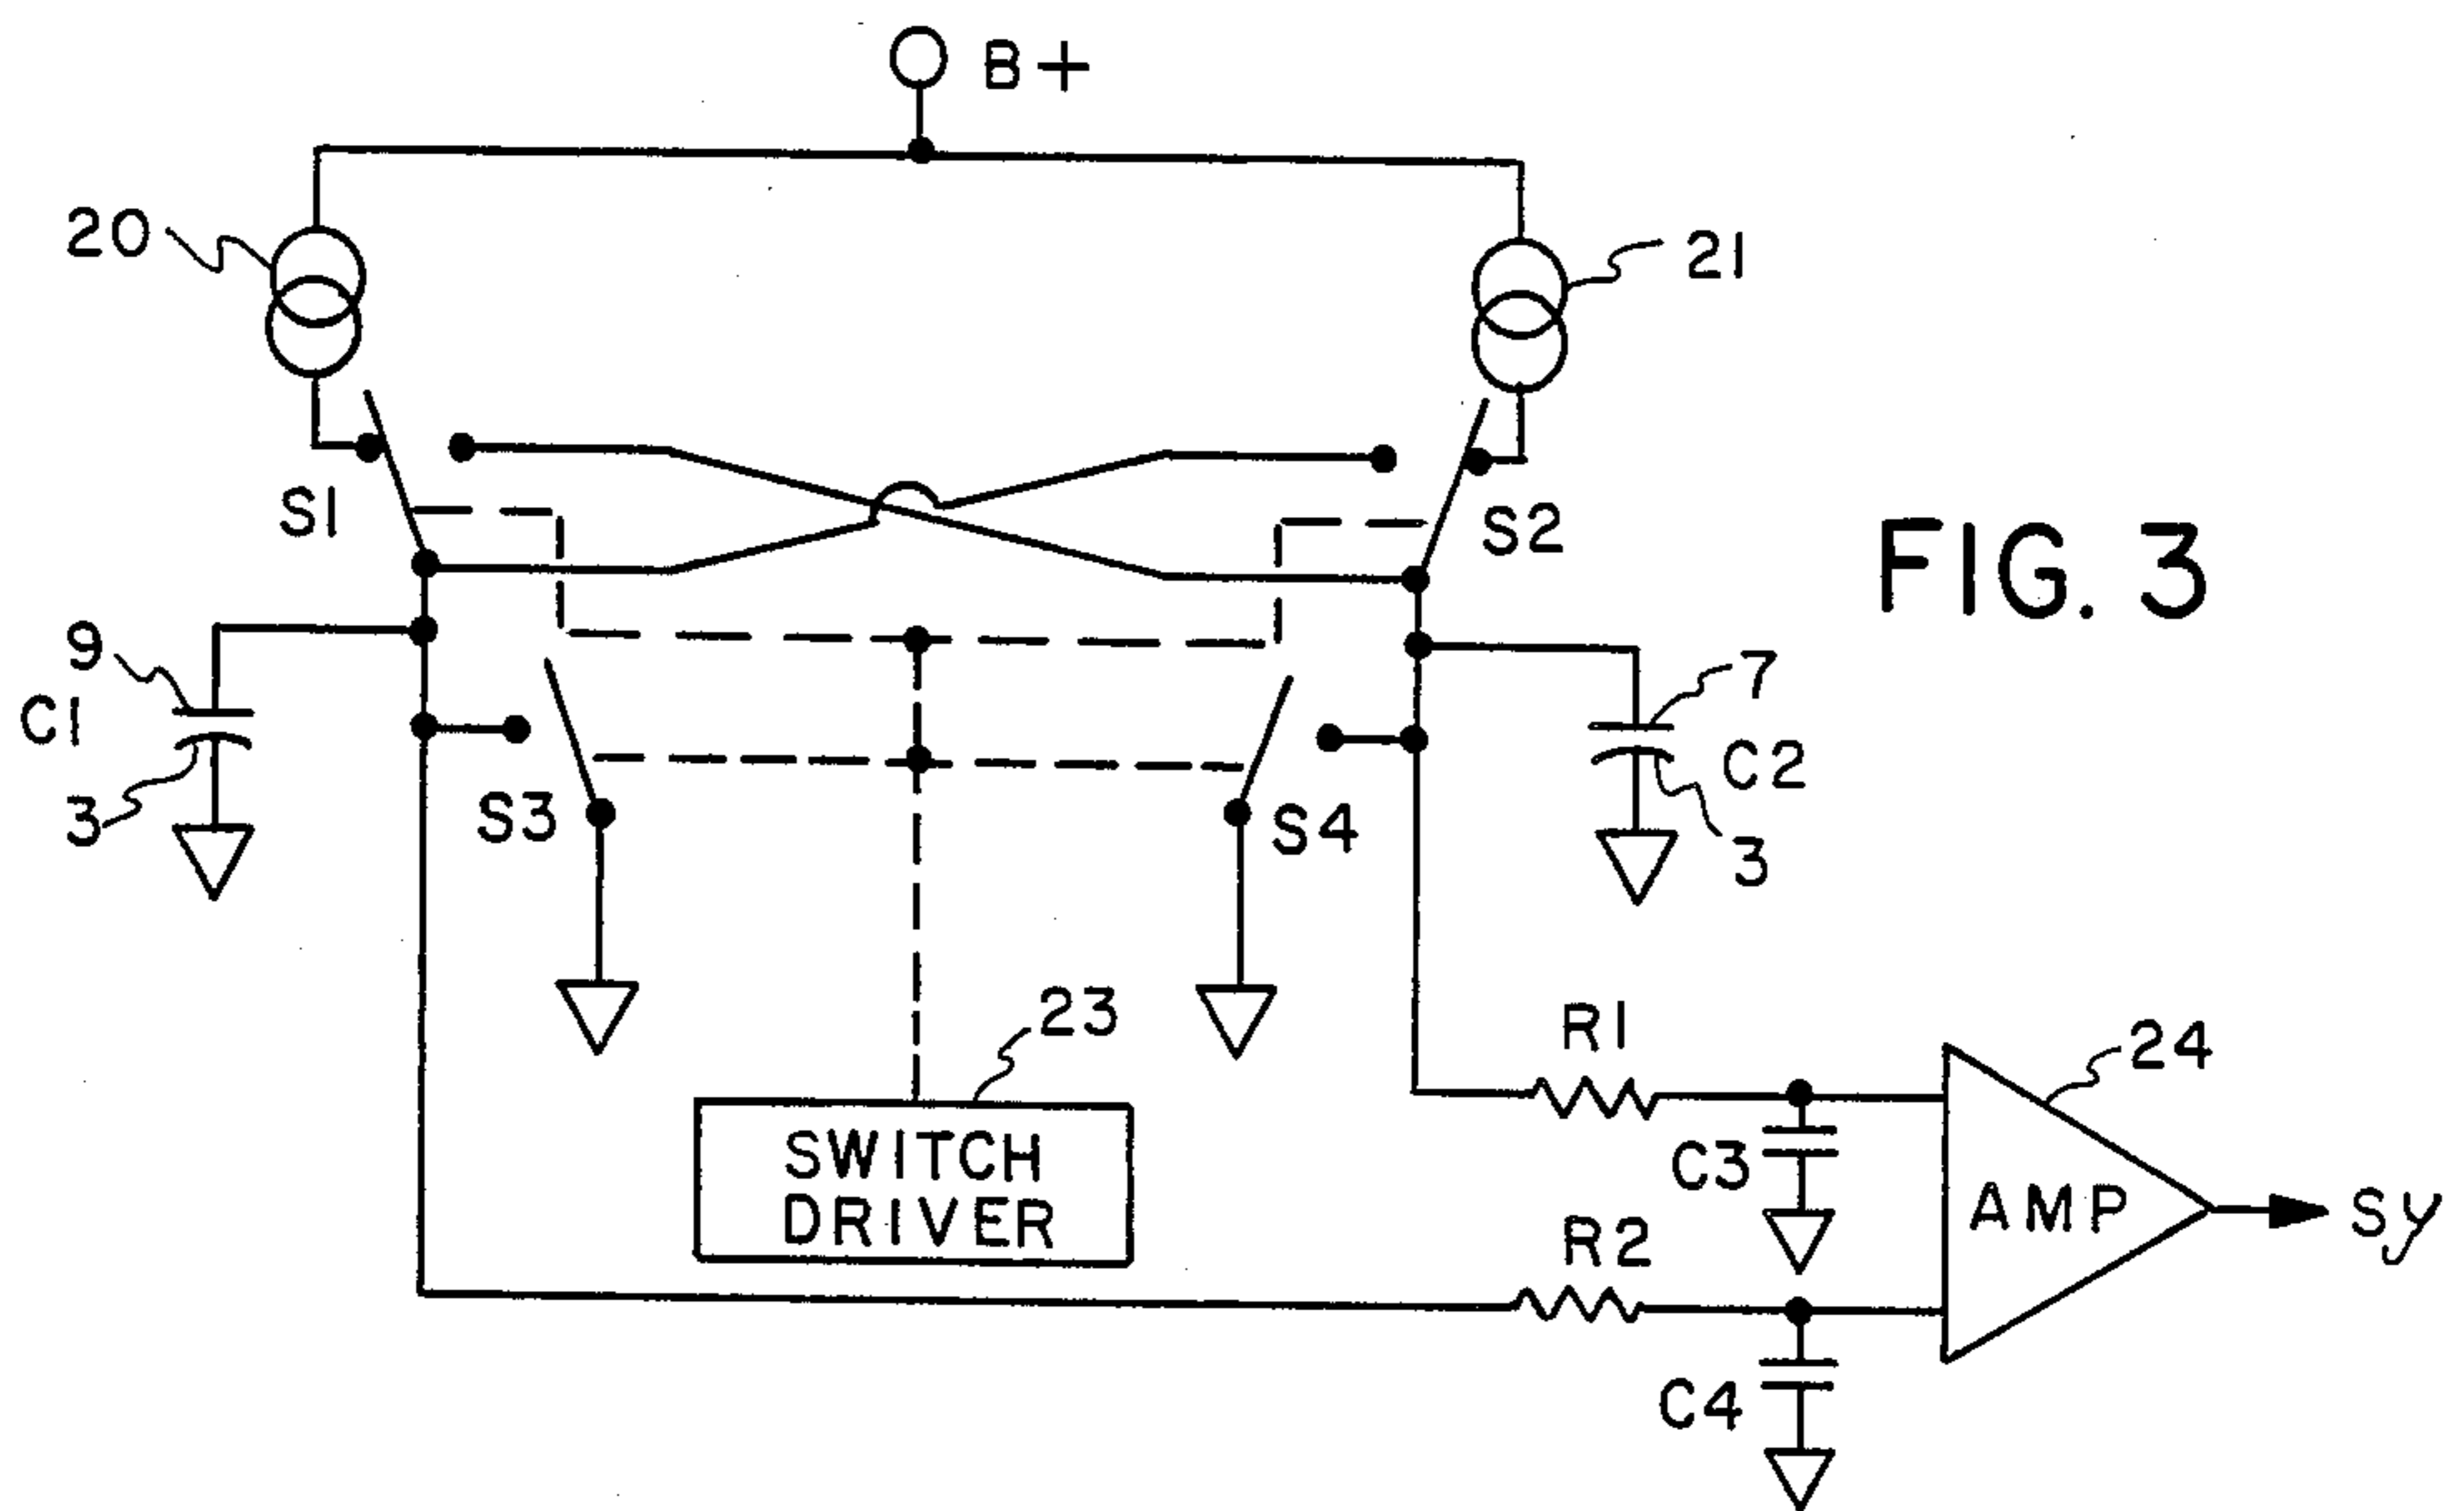 B+
20
21
S1
S2
FIG. 3
9
7
C1
C2
3
S3
S4
3
23
R1
24
SWITCH
DRIVER
C3
AMP
Sy
R2
C4